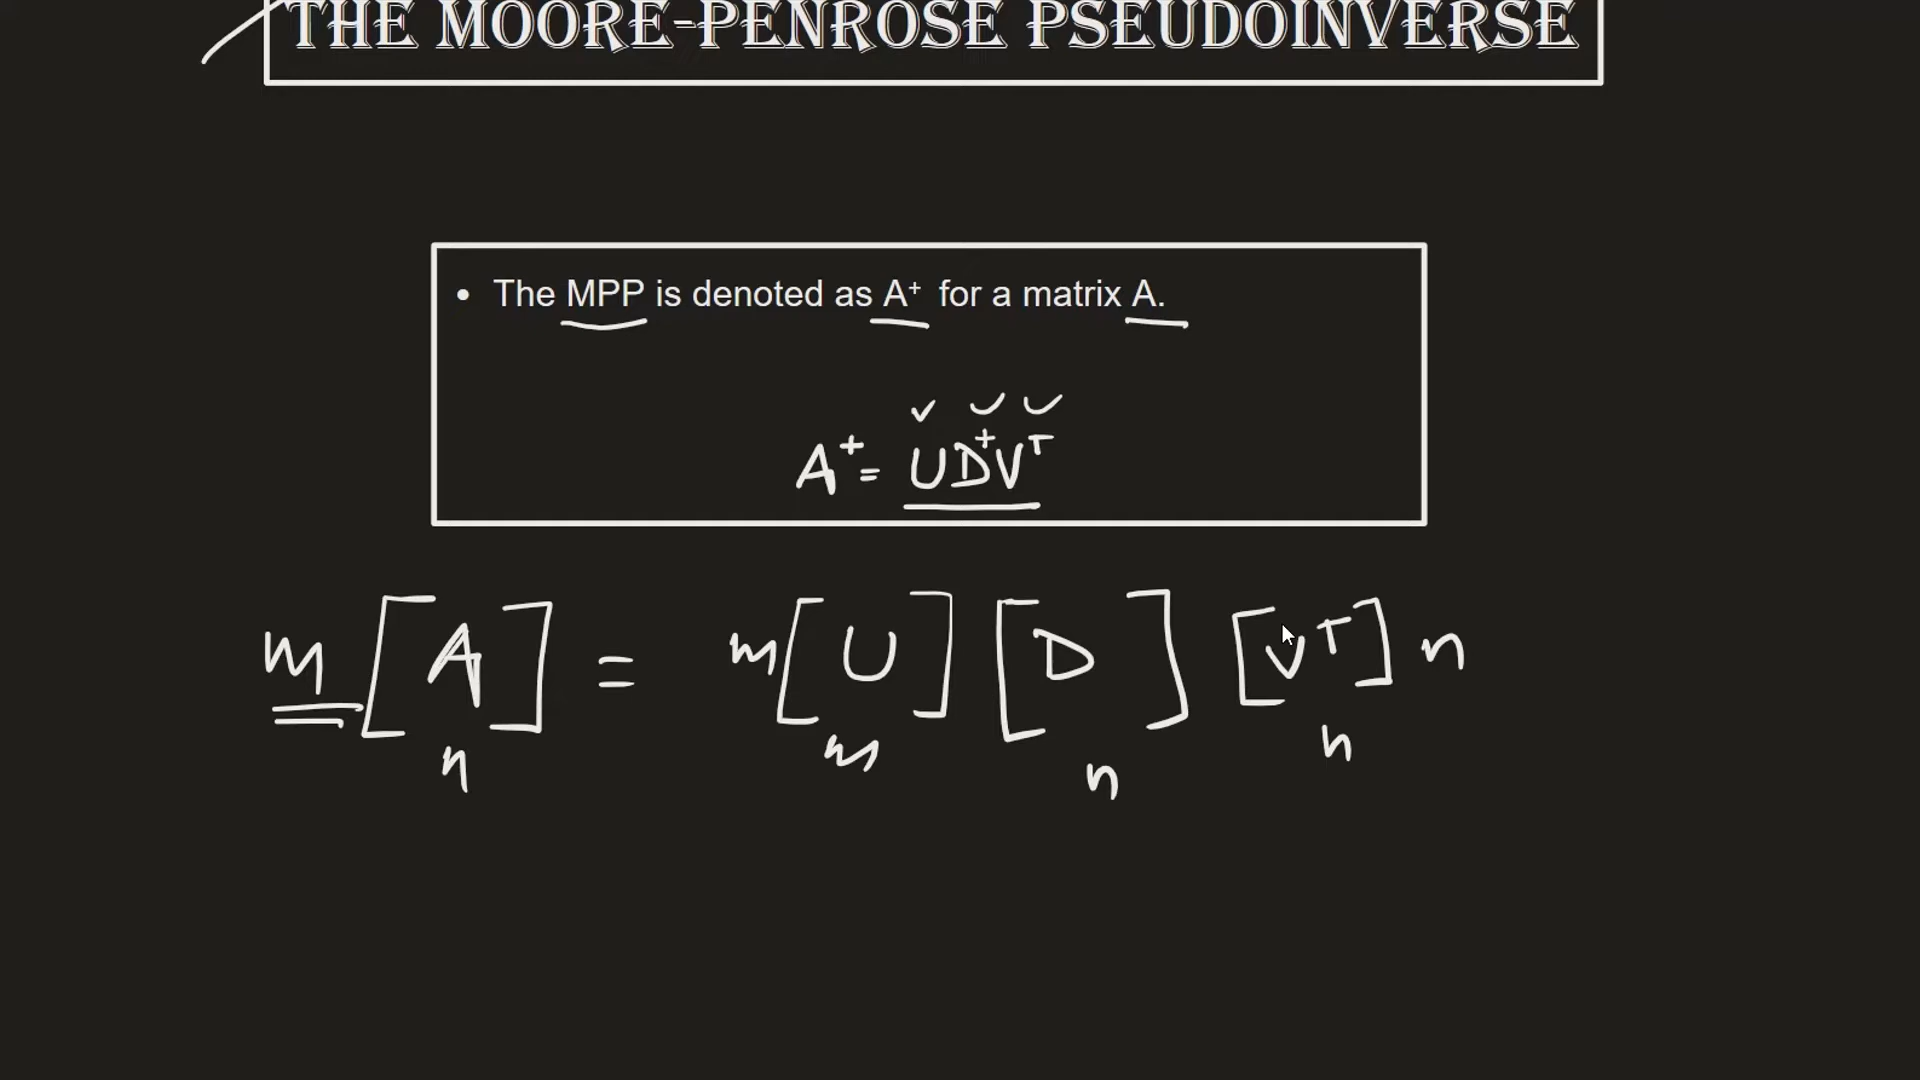 THE MOORE-PENROSE PSEUDOINVERSE
• The MPP is denoted as A⁺ for a matrix A.
A⁺ = UD⁺Vᵀ
m [A] = m [U] [D] [Vᵀ] n
n m n n